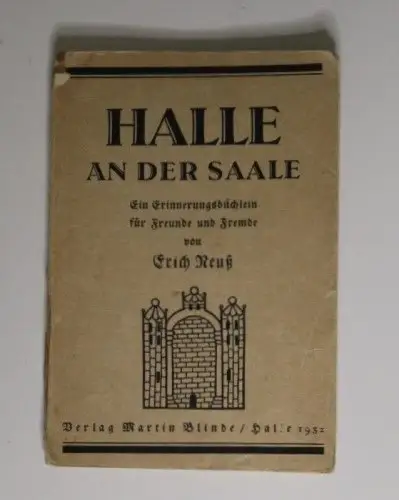 HALLE
AN DER SAALE
Ein Erinnerungsbüchlein
für Freunde und Fremde
von
Erich Neuß
Verlag Martin Blinde / Halle 1932